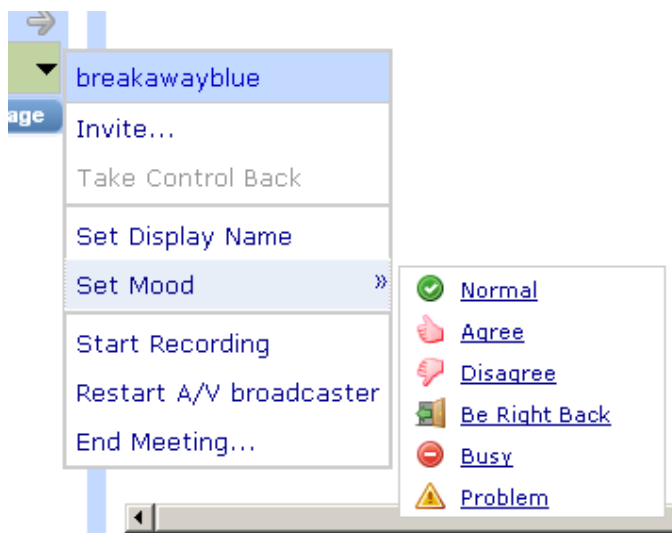 age
breakawayblue
Invite...
Take Control Back
Set Display Name
Set Mood »
Start Recording
Restart A/V broadcaster
End Meeting...
Normal
Agree
Disagree
Be Right Back
Busy
Problem